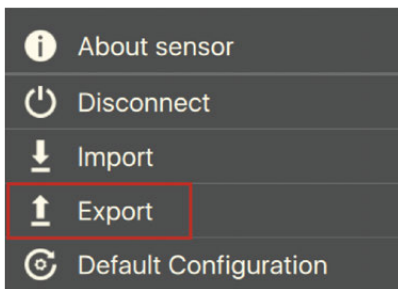 About sensor
Disconnect
Import
Export
Default Configuration